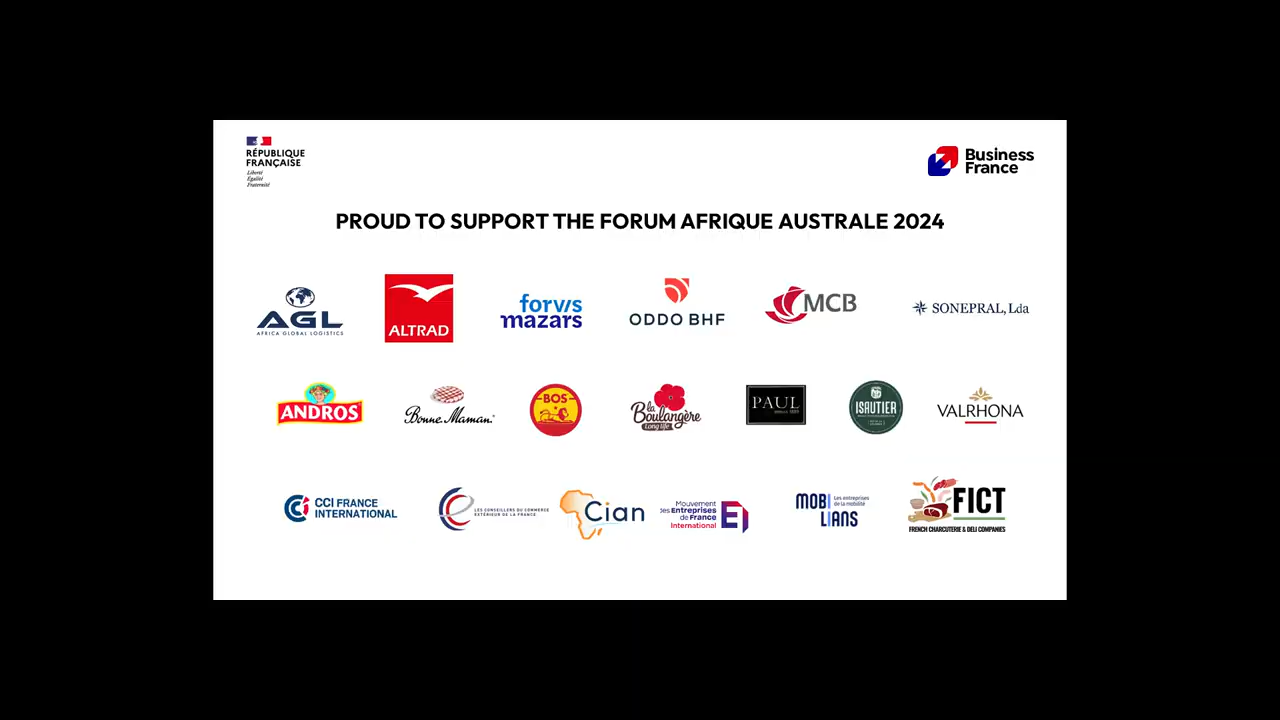 RÉPUBLIQUE
FRANÇAISE
Liberté
Égalité
Fraternité
Business
France
PROUD TO SUPPORT THE FORUM AFRIQUE AUSTRALE 2024
AGL
AFRICA GLOBAL LOGISTICS
ALTRAD
forvis
mazars
ODDO BHF
MCB
SONEPRAL, Lda
ANDROS
Bonne Maman
BOS
la
Boulangère
Long life
PAUL
ISAUTIER
VALRHONA
CCI FRANCE
INTERNATIONAL
LES CONSEILLERS DU COMMERCE
EXTÉRIEUR DE LA FRANCE
Cian
Mouvement
des Entreprises
de France
International
MOBI
LIANS
Les entreprises
de la mobilité
FICT
FRENCH CHARCUTERIE & DELI COMPANIES